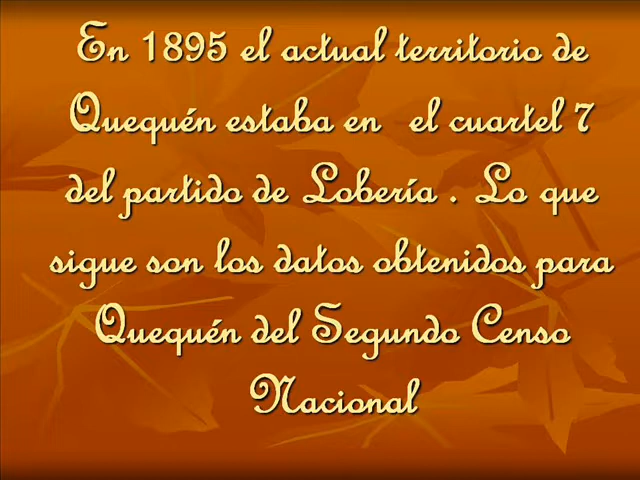 En 1895 el actual territorio de
Quequén estaba en el cuartel 7
del partido de Lobería . Lo que
sigue son los datos obtenidos para
Quequén del Segundo Censo
Nacional